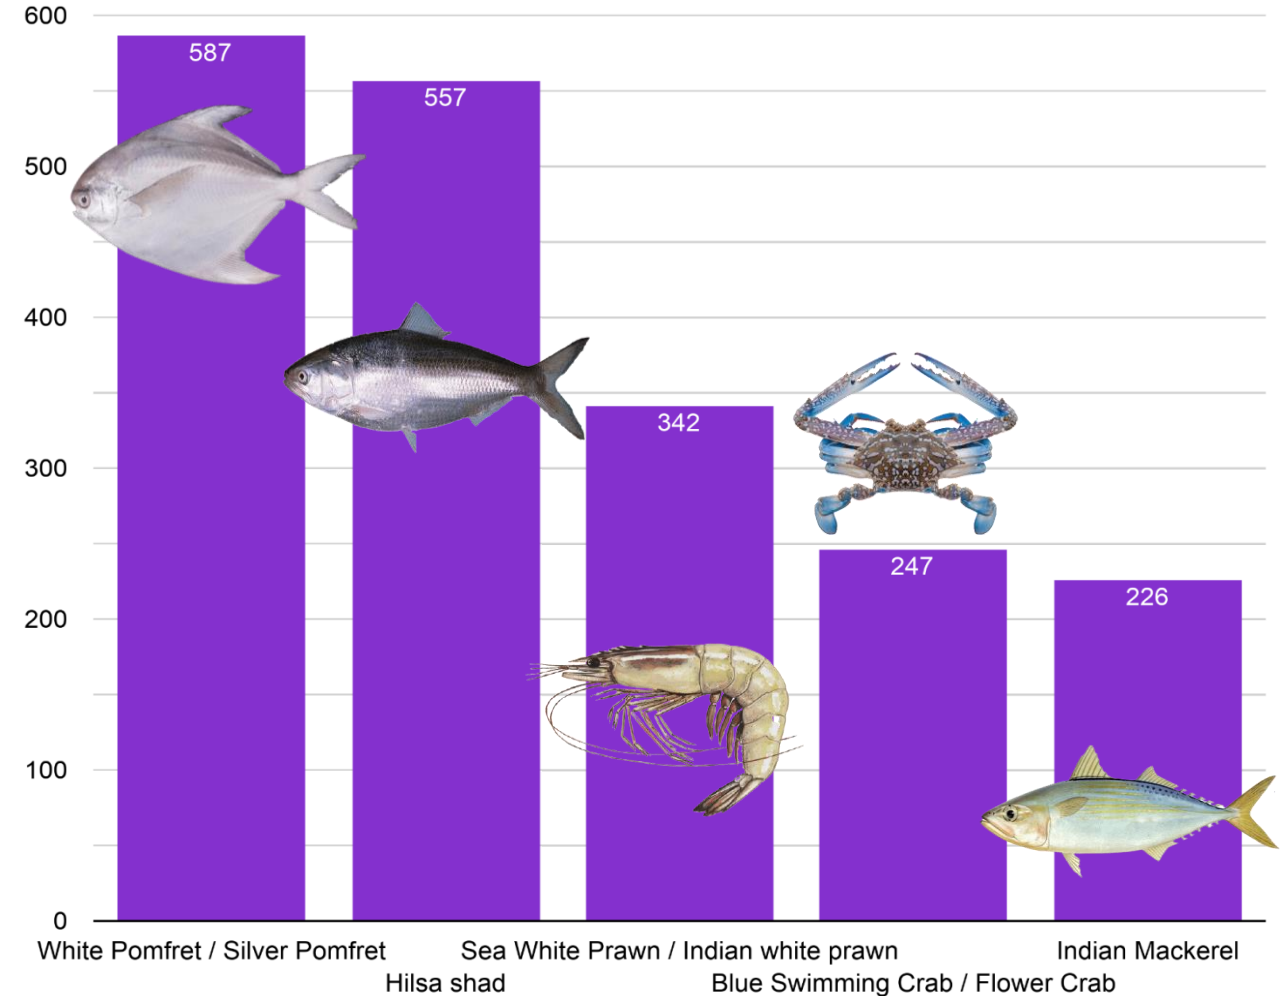 600
587
557
500
400
342
300
247
226
200
100
0
White Pomfret / Silver Pomfret
Hilsa shad
Sea White Prawn / Indian white prawn
Blue Swimming Crab / Flower Crab
Indian Mackerel